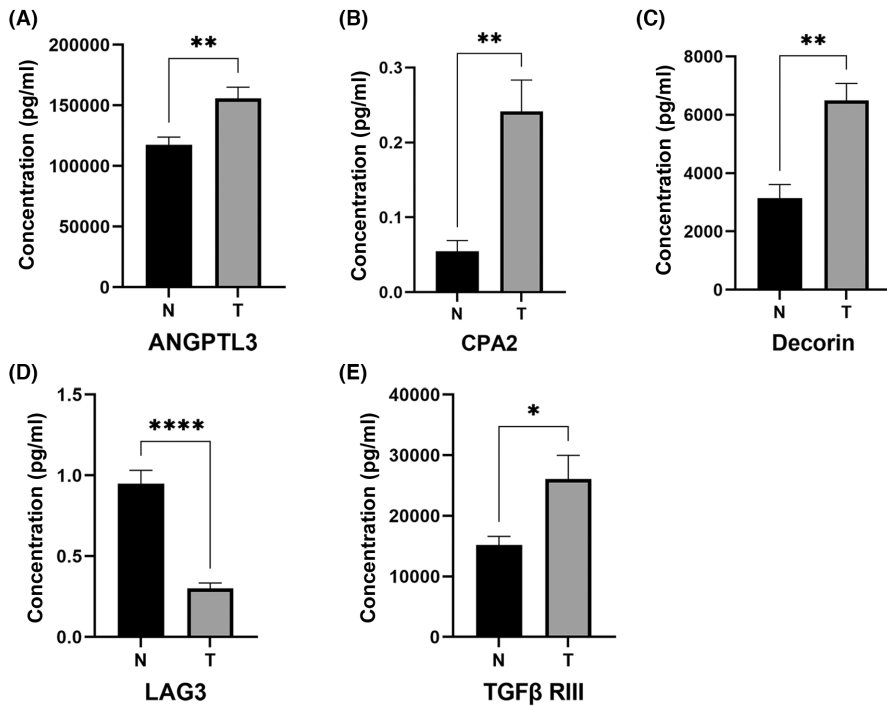 (A)
Concentration (pg/ml)
200000
150000
100000
50000
0
**
N T
ANGPTL3
(B)
Concentration (pg/ml)
0.3
0.2
0.1
0.0
**
N T
CPA2
(C)
Concentration (pg/ml)
8000
6000
4000
2000
0
**
N T
Decorin
(D)
Concentration (pg/ml)
1.5
1.0
0.5
0.0
****
N T
LAG3
(E)
Concentration (pg/ml)
40000
30000
20000
10000
0
*
N T
TGFβ RIII